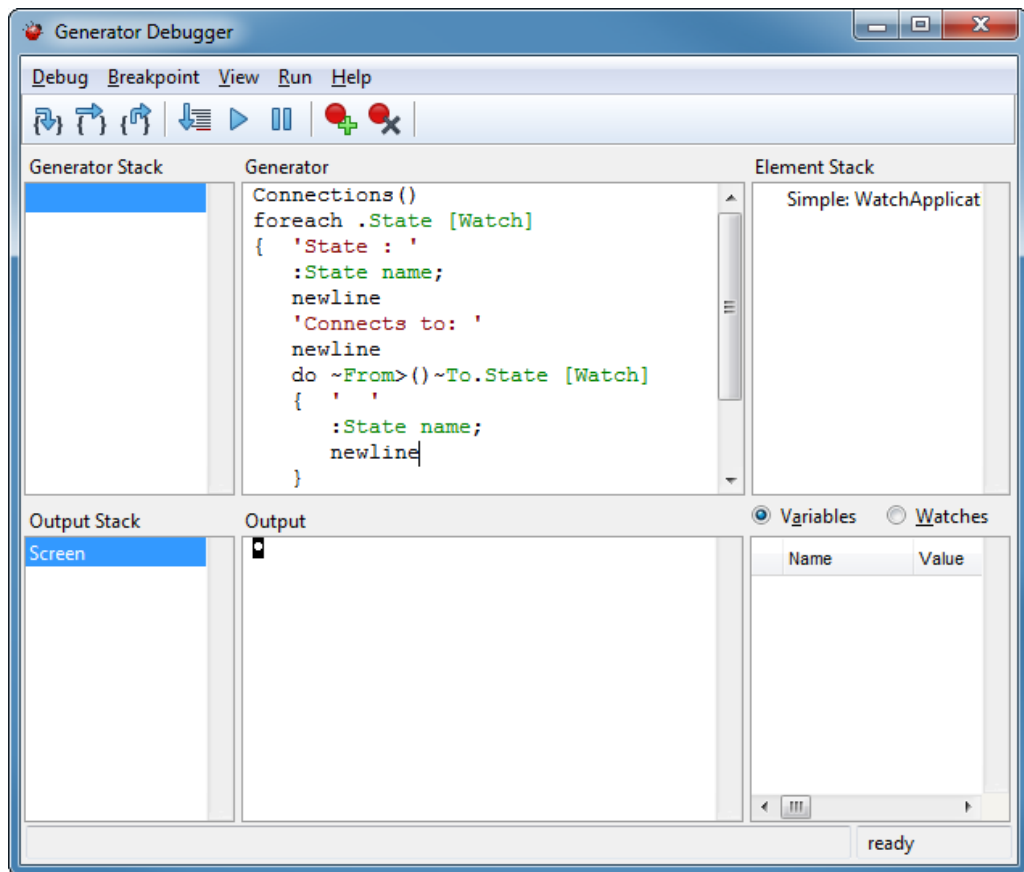 Generator Debugger
Debug Breakpoint View Run Help
Generator Stack
Generator
Element Stack
Connections()
foreach .State [Watch]
{ 'State : '
:State name;
newline
'Connects to: '
newline
do ~From>()~To.State [Watch]
{ ' '
:State name;
newline
}
Simple: WatchApplicat
Output Stack
Output
Variables Watches
Screen
Name Value
ready